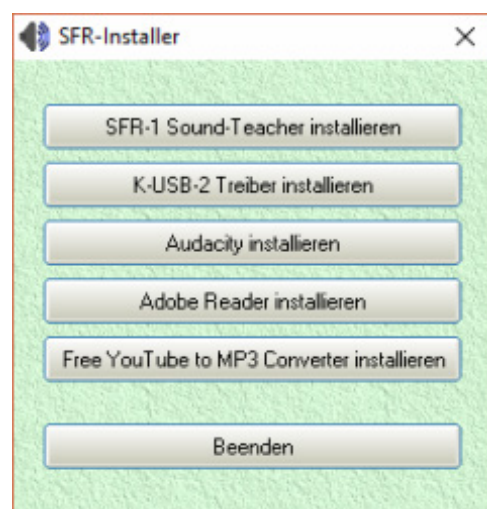 SFR-Installer
SFR-1 Sound-Teacher installieren
K-USB-2 Treiber installieren
Audacity installieren
Adobe Reader installieren
Free YouTube to MP3 Converter installieren
Beenden